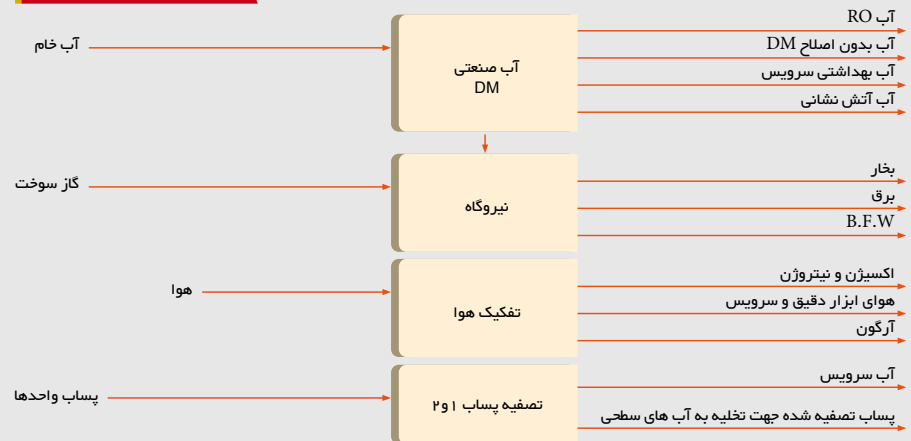 آب خام
آب صنعتی
DM
آب RO
آب بدون اصلاح DM
آب بهداشتی سرویس
آب آتش نشانی
گاز سوخت
نیروگاه
بخار
برق
B.F.W
هوا
تفکیک هوا
اکسیژن و نیتروژن
هوای ابزار دقیق و سرویس
آرگون
پساب واحدها
تصفیه پساب ۱و۲
آب سرویس
پساب تصفیه شده جهت تخلیه به آب های سطحی